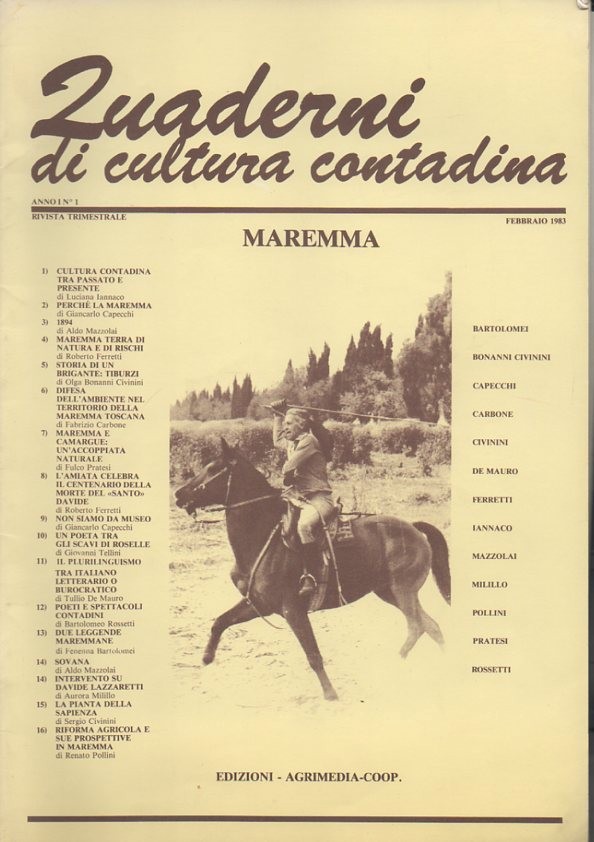 Quaderni
di cultura contadina
ANNO I N° 1
RIVISTA TRIMESTRALE
FEBBRAIO 1983
MAREMMA
1) CULTURA CONTADINA
TRA PASSATO E
PRESENTE
di Luciana Iannaco
2) PERCHÉ LA MAREMMA
di Giancarlo Capecchi
3) 1894
di Aldo Mazzolai
4) MAREMMA TERRA DI
NATURA E DI RISCHI
di Roberto Ferretti
5) STORIA DI UN
BRIGANTE: TIBURZI
di Olga Bonanni Civinini
6) DIFESA
DELL'AMBIENTE NEL
TERRITORIO DELLA
MAREMMA TOSCANA
di Fabrizio Carbone
7) MAREMMA E
CAMARGUE:
UN'ACCOPPIATA
NATURALE
di Fulco Pratesi
8) L'AMIATA CELEBRA
IL CENTENARIO DELLA
MORTE DEL «SANTO»
DAVIDE
di Roberto Ferretti
9) NON SIAMO DA MUSEO
di Giancarlo Capecchi
10) UN POETA TRA
GLI SCAVI DI ROSELLE
di Giovanni Tellini
11) IL PLURILINGUISMO
TRA ITALIANO
LETTERARIO O
BUROCRATICO
di Tullio De Mauro
12) POETI E SPETTACOLI
CONTADINI
di Bartolomeo Rossetti
13) DUE LEGGENDE
MAREMMANE
di Fenenna Bartolomei
14) SOVANA
di Aldo Mazzolai
14) INTERVENTO SU
DAVIDE LAZZARETTI
di Aurora Milillo
15) LA PIANTA DELLA
SAPIENZA
di Sergio Civinini
16) RIFORMA AGRICOLA E
SUE PROSPETTIVE
IN MAREMMA
di Renato Pollini
BARTOLOMEI
BONANNI CIVININI
CAPECCHI
CARBONE
CIVININI
DE MAURO
FERRETTI
IANNACO
MAZZOLAI
MILILLO
POLLINI
PRATESI
ROSSETTI
EDIZIONI - AGRIMEDIA-COOP.